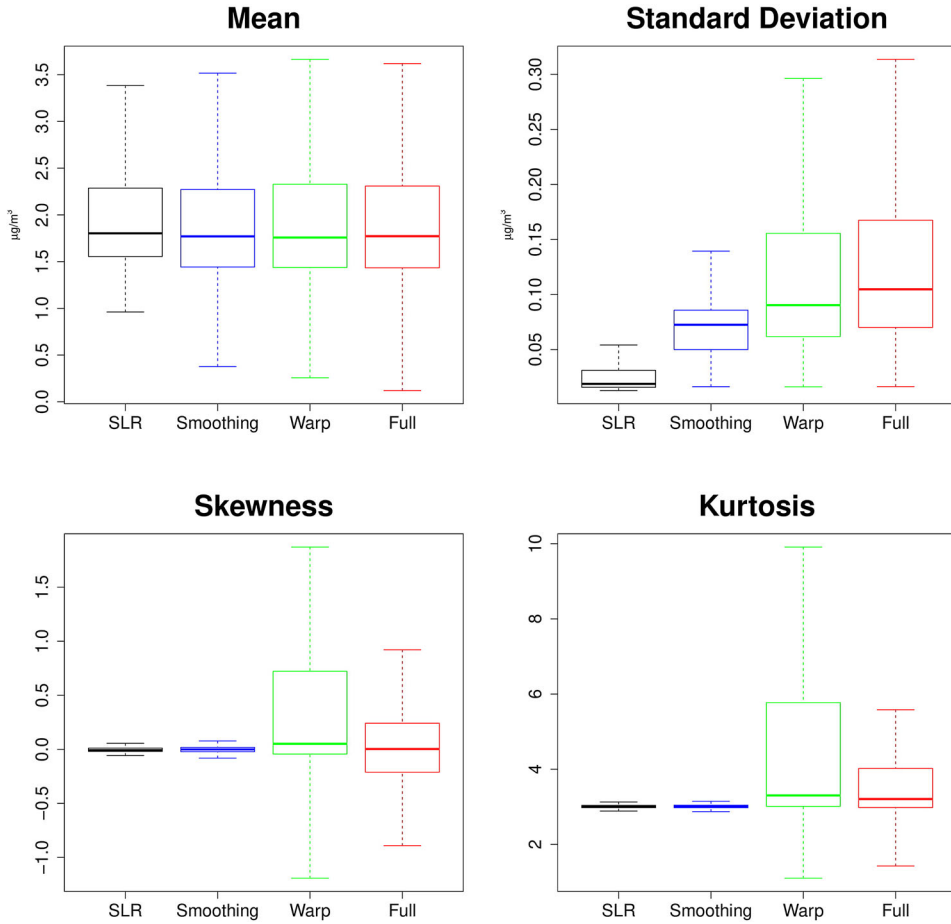 Mean
µg/m³
3.5
3.0
2.5
2.0
1.5
1.0
0.5
0.0
SLR Smoothing Warp Full
Standard Deviation
µg/m³
0.30
0.25
0.20
0.15
0.10
0.05
SLR Smoothing Warp Full
Skewness
1.5
1.0
0.5
0.0
−0.5
−1.0
SLR Smoothing Warp Full
Kurtosis
10
8
6
4
2
SLR Smoothing Warp Full